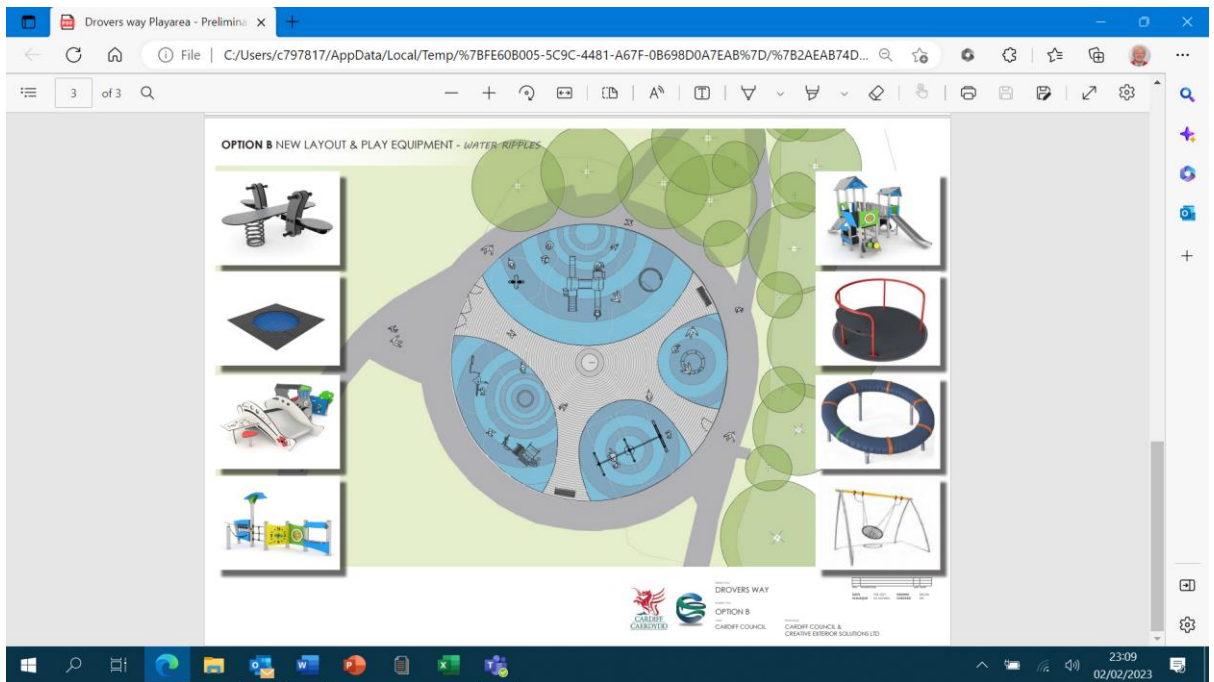 Drovers way Playarea - Prelimina
File | C:/Users/c797817/AppData/Local/Temp/%7BFE60B005-5C9C-4481-A67F-0B698D0A7EAB%7D/%7B2AEAB74D...
3 of 3
OPTION B NEW LAYOUT & PLAY EQUIPMENT - WATER RIPPLES
CARDIFF
CAERDYDD
DROVERS WAY
OPTION B
CARDIFF COUNCIL
CARDIFF COUNCIL &
CREATIVE EXTERIOR SOLUTIONS LTD
23:09
02/02/2023